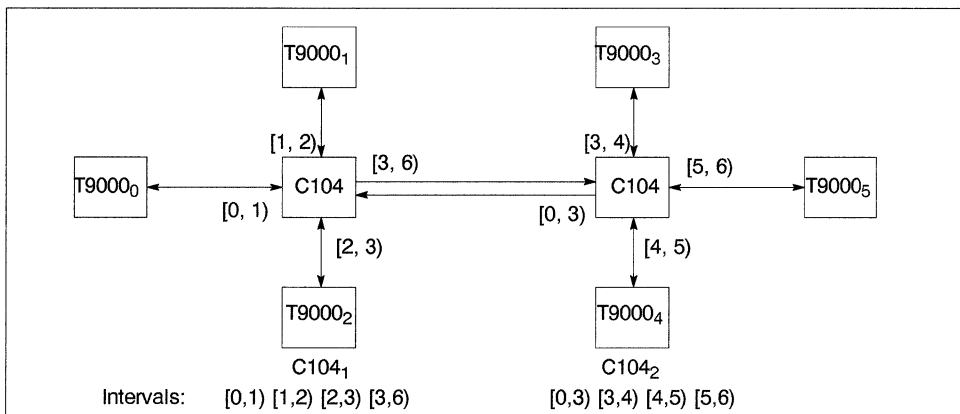 T9000₁ T9000₃
[1, 2) [3, 4)
[3, 6) [5, 6)
T9000₀ C104 C104 T9000₅
[0, 1) [0, 3)
[2, 3) [4, 5)
T9000₂ T9000₄
C104₁ C104₂
Intervals: [0,1) [1,2) [2,3) [3,6) [0,3) [3,4) [4,5) [5,6)